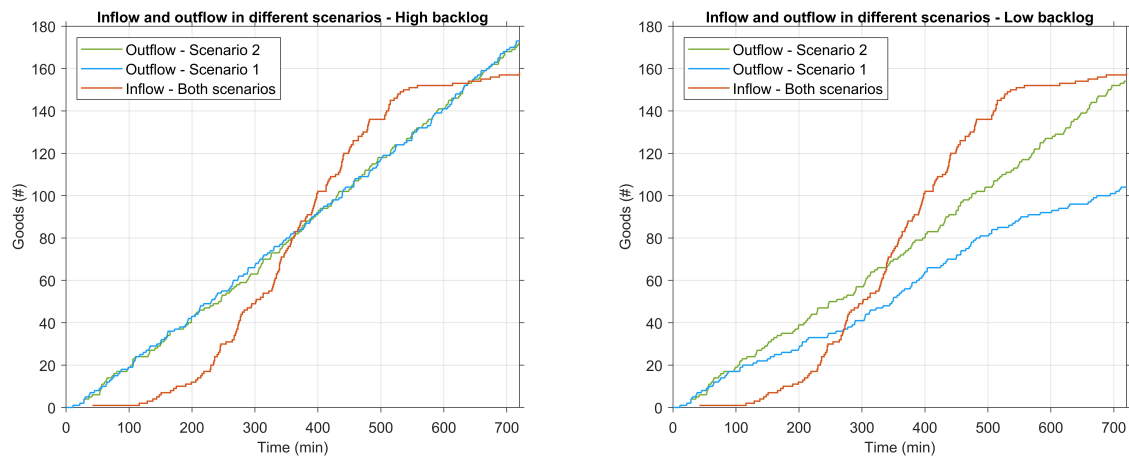 Inflow and outflow in different scenarios - High backlog
180
160
140
120
100
80
60
40
20
0
Goods (#)
Outflow - Scenario 2
Outflow - Scenario 1
Inflow - Both scenarios
0 100 200 300 400 500 600 700
Time (min)
Inflow and outflow in different scenarios - Low backlog
180
160
140
120
100
80
60
40
20
0
Goods (#)
Outflow - Scenario 2
Outflow - Scenario 1
Inflow - Both scenarios
0 100 200 300 400 500 600 700
Time (min)